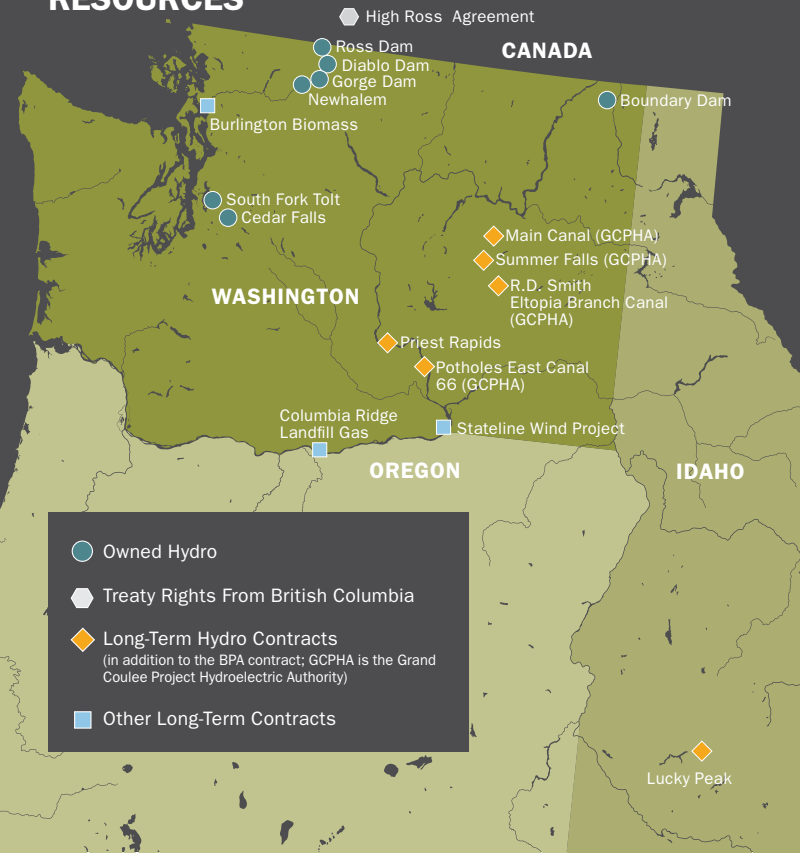 RESOURCES
High Ross Agreement
CANADA
Ross Dam
Diablo Dam
Gorge Dam
Newhalem
Boundary Dam
Burlington Biomass
South Fork Tolt
Cedar Falls
Main Canal (GCPHA)
Summer Falls (GCPHA)
R.D. Smith
Eltopia Branch Canal
(GCPHA)
WASHINGTON
Priest Rapids
Potholes East Canal
66 (GCPHA)
Columbia Ridge
Landfill Gas
Stateline Wind Project
OREGON
IDAHO
Owned Hydro
Treaty Rights From British Columbia
Long-Term Hydro Contracts
(in addition to the BPA contract; GCPHA is the Grand
Coulee Project Hydroelectric Authority)
Other Long-Term Contracts
Lucky Peak